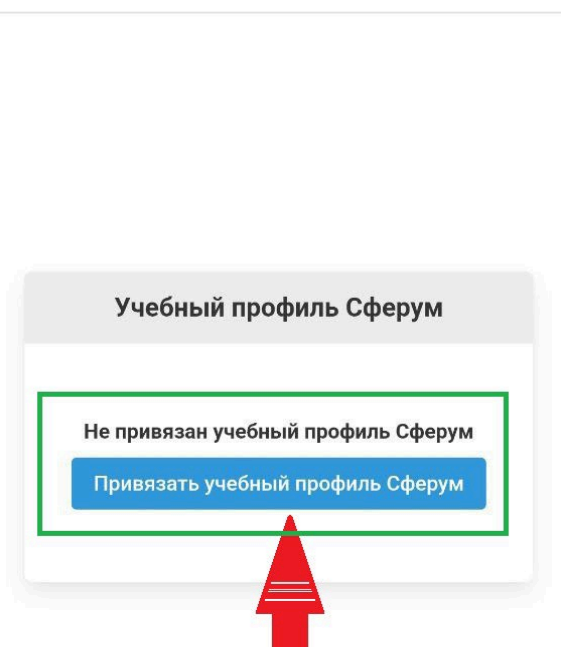 Учебный профиль Сферум
Не привязан учебный профиль Сферум
Привязать учебный профиль Сферум